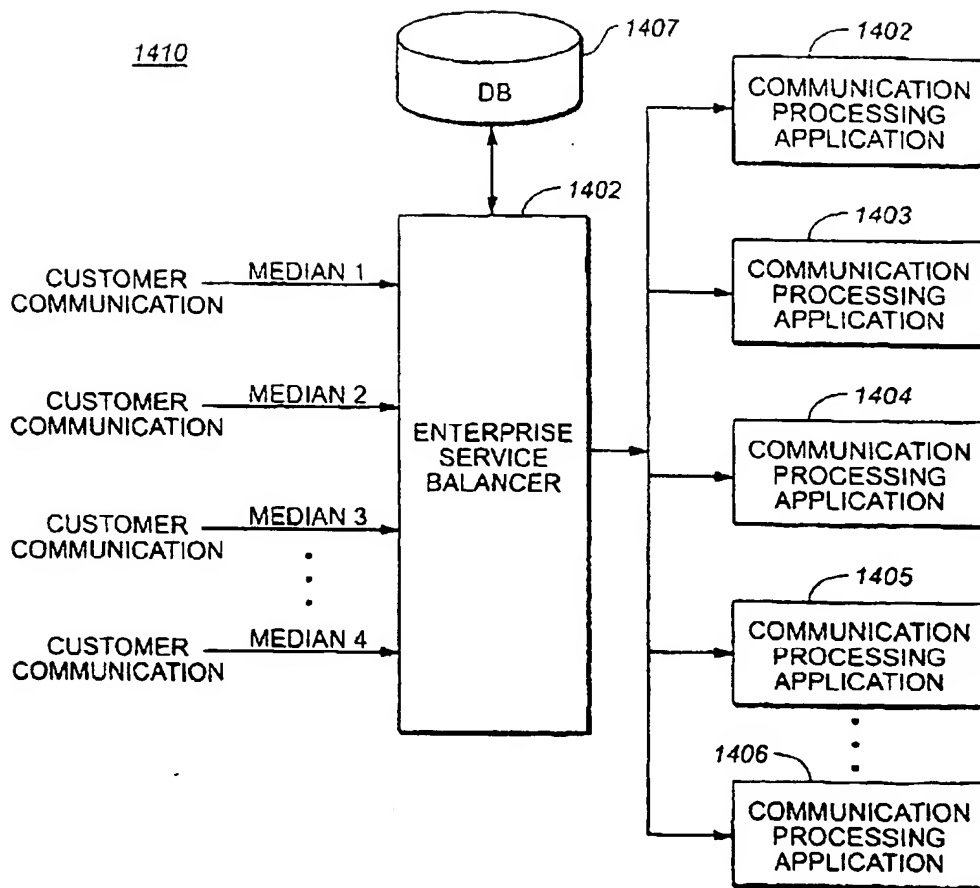 1410
1407
DB
1402
CUSTOMER
COMMUNICATION
MEDIAN 1
CUSTOMER
COMMUNICATION
MEDIAN 2
CUSTOMER
COMMUNICATION
MEDIAN 3
CUSTOMER
COMMUNICATION
MEDIAN 4
ENTERPRISE
SERVICE
BALANCER
1402
COMMUNICATION
PROCESSING
APPLICATION
1403
COMMUNICATION
PROCESSING
APPLICATION
1404
COMMUNICATION
PROCESSING
APPLICATION
1405
COMMUNICATION
PROCESSING
APPLICATION
1406
COMMUNICATION
PROCESSING
APPLICATION